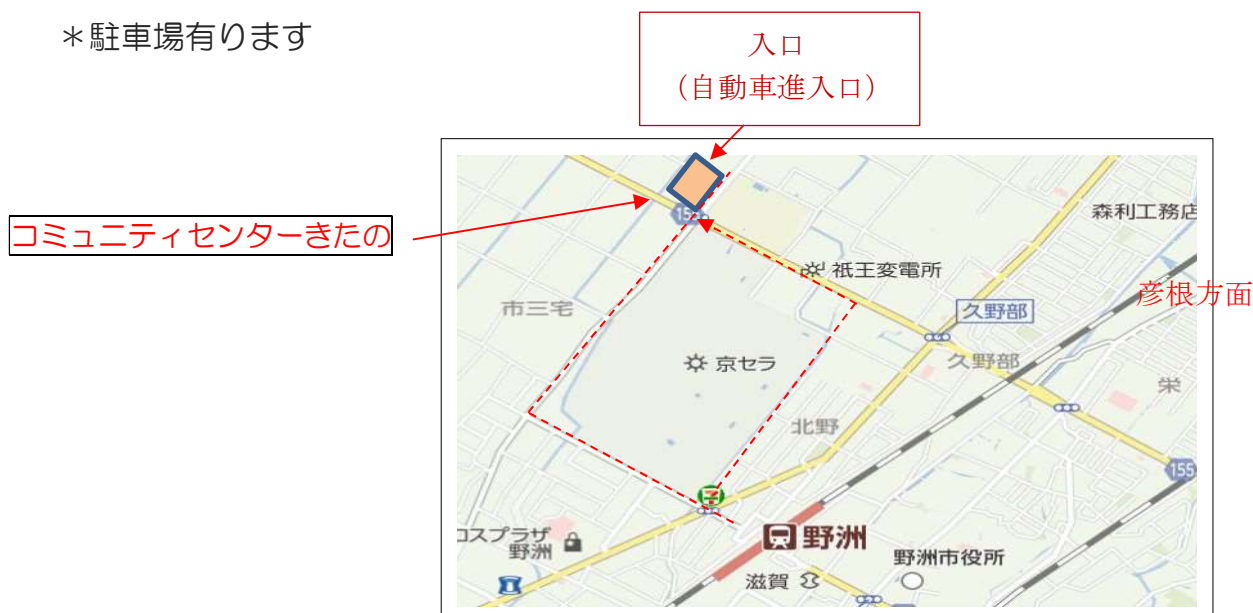 ＊駐車場有ります
入口
（自動車進入口）
コミュニティセンターきたの
森利工務店
祇王変電所
彦根方面
市三宅
久野部
京セラ
久野部
栄
北野
155
コスプラザ
野洲
野洲
野洲市役所
滋賀